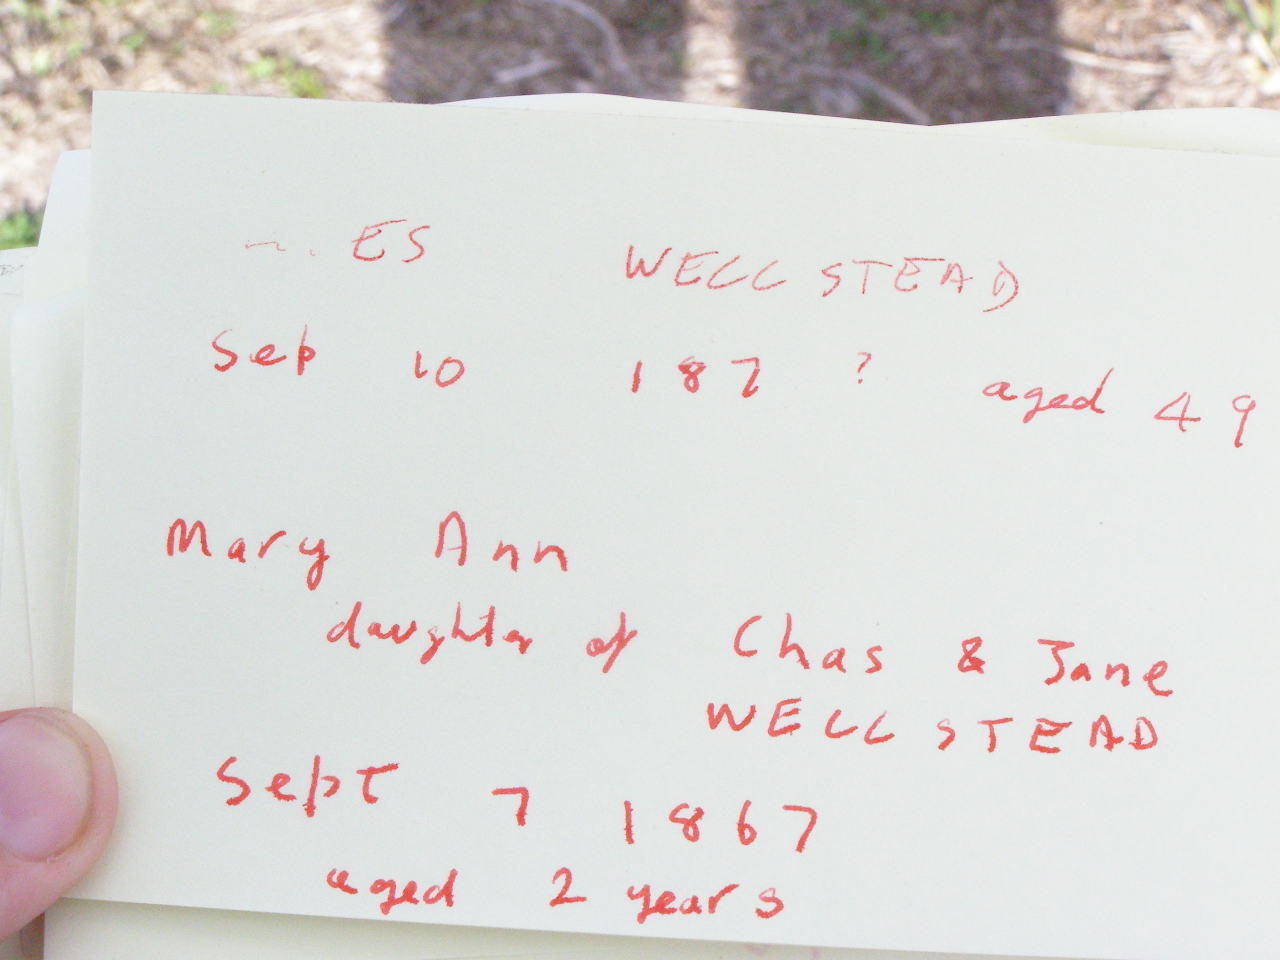 ~. ES WELLSTEAD
Sep 10 187 ? aged 49
Mary Ann
daughter of Chas & Jane
WELLSTEAD
Sept 7 1867
aged 2 years